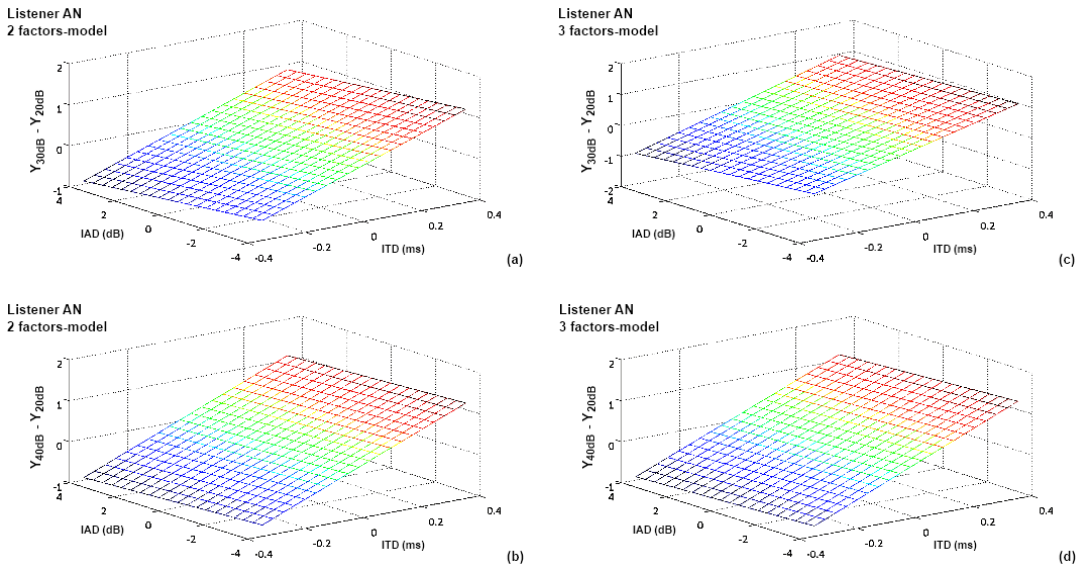 Listener AN
2 factors-model
2
1
0
-1
Y30dB - Y20dB
4
2
0
-2
-4
IAD (dB)
-0.4
-0.2
0
0.2
0.4
ITD (ms)
(a)
Listener AN
3 factors-model
2
1
0
-1
-2
Y30dB - Y20dB
4
2
0
-2
-4
IAD (dB)
-0.4
-0.2
0
0.2
0.4
ITD (ms)
(c)
Listener AN
2 factors-model
2
1
0
-1
Y40dB - Y20dB
4
2
0
-2
-4
IAD (dB)
-0.4
-0.2
0
0.2
0.4
ITD (ms)
(b)
Listener AN
3 factors-model
2
1
0
-1
Y40dB - Y20dB
4
2
0
-2
-4
IAD (dB)
-0.4
-0.2
0
0.2
0.4
ITD (ms)
(d)